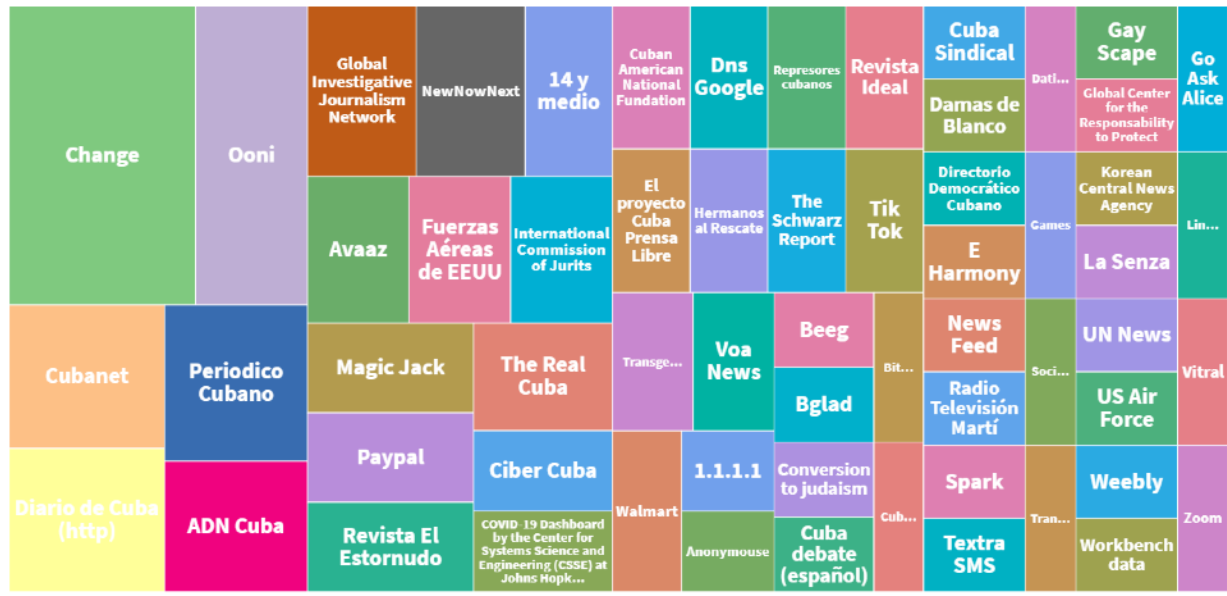 Change
Ooni
Cubanet
Periodico
Cubano
Diario de Cuba
(http)
ADN Cuba
Global
Investigative
Journalism
Network
NewNowNext
14 y
medio
Avaaz
Fuerzas
Aéreas
de EEUU
International
Commission
of Jurits
Magic Jack
The Real
Cuba
Paypal
Ciber Cuba
Revista El
Estornudo
COVID-19 Dashboard
by the Center for
Systems Science and
Engineering (CSSE) at
Johns Hopk...
Cuban
American
National
Fundation
Dns
Google
Represores
cubanos
Revista
Ideal
El
proyecto
Cuba
Prensa
Libre
Hermanos
al Rescate
The
Schwarz
Report
Tik
Tok
Transge...
Voa
News
Beeg
Bglad
Bit...
Walmart
1.1.1.1
Anonymouse
Conversion
to judaism
Cuba
debate
(español)
Cub...
Cuba
Sindical
Damas de
Blanco
Dati...
Gay
Scape
Global Center
for the
Responsability
to Protect
Go
Ask
Alice
Directorio
Democrático
Cubano
E
Harmony
Games
Korean
Central News
Agency
La Senza
Lin...
News
Feed
Radio
Televisión
Martí
Soci...
UN News
US Air
Force
Vitral
Spark
Textra
SMS
Tran...
Weebly
Workbench
data
Zoom